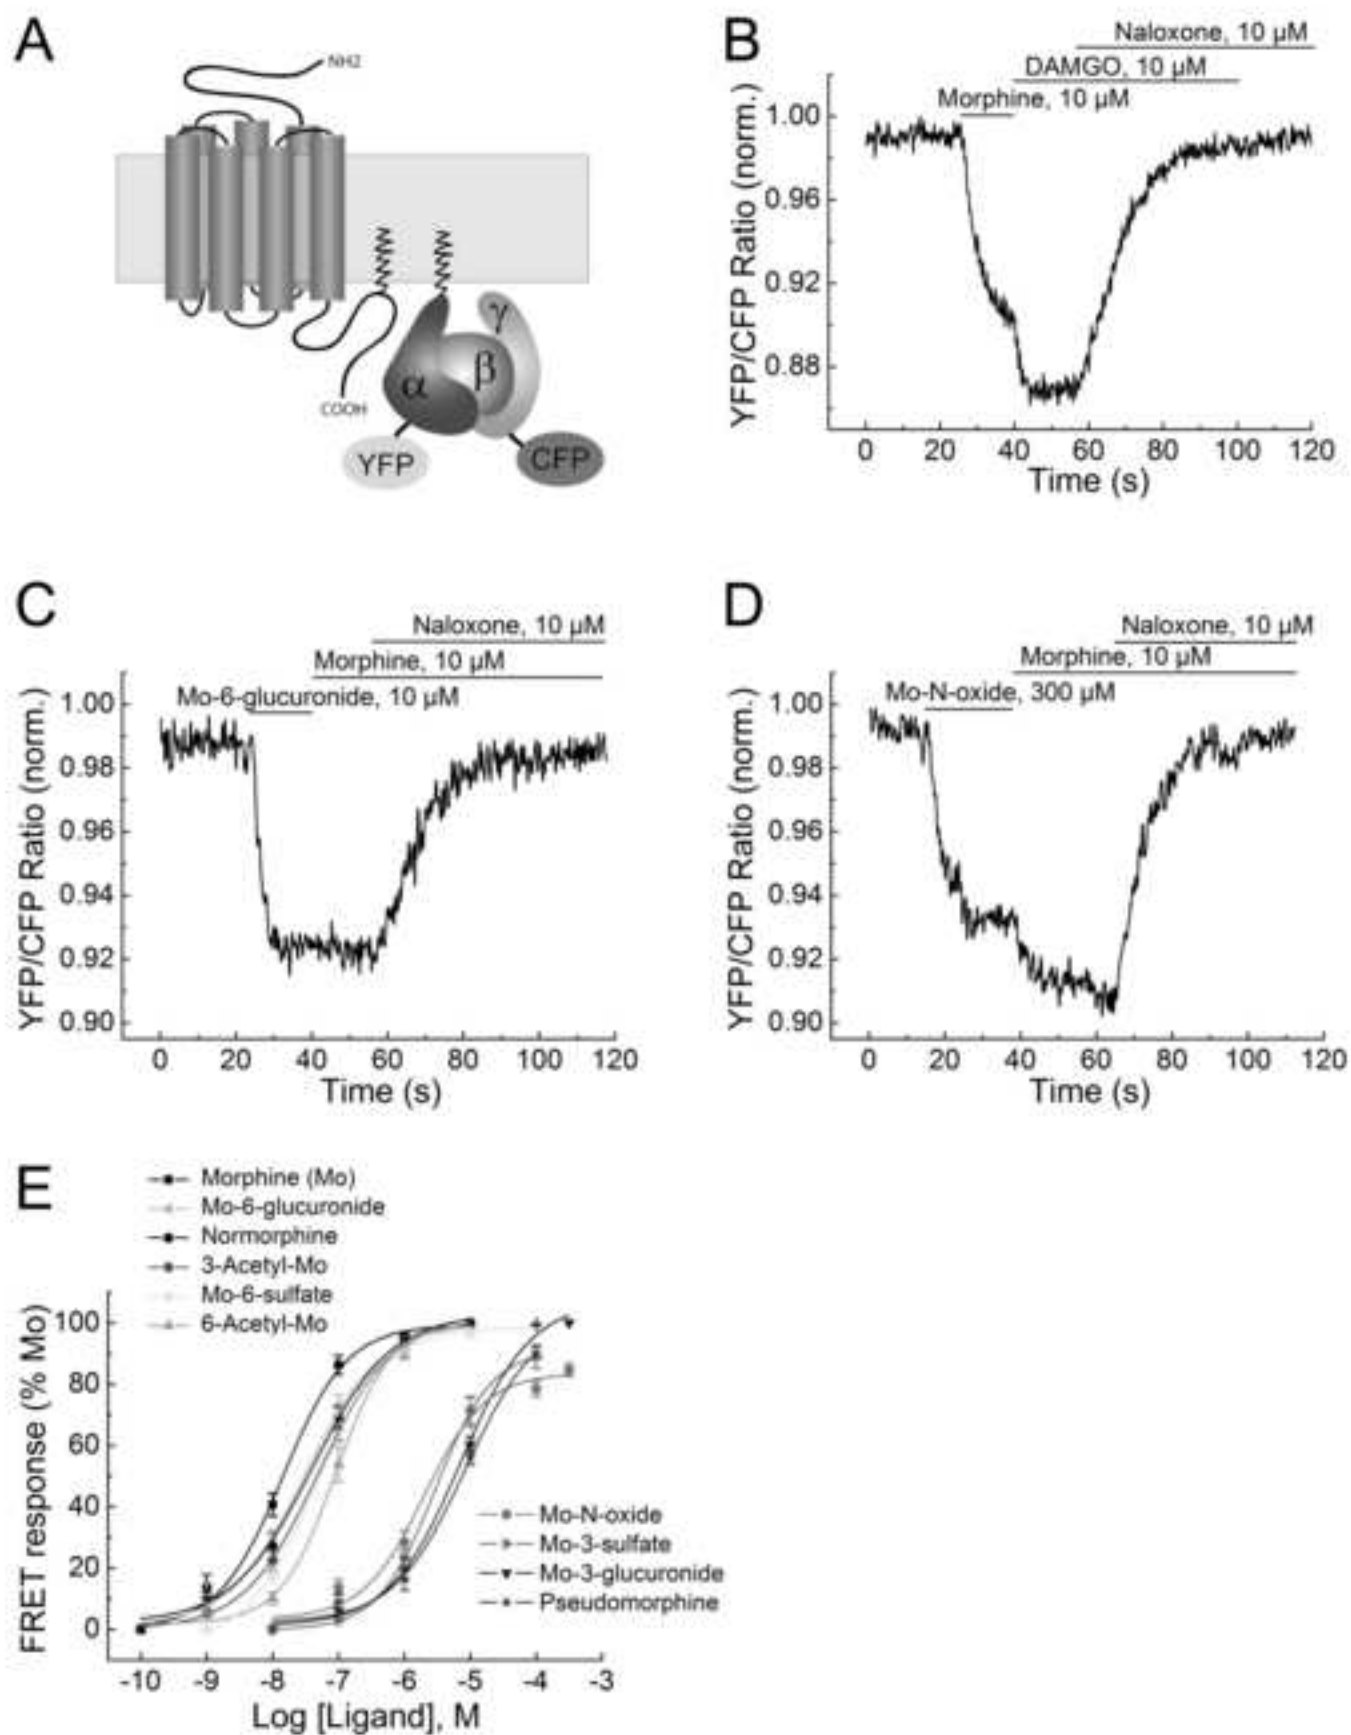 A
NH2
COOH
α
β
γ
YFP
CFP
B
Naloxone, 10 µM
DAMGO, 10 µM
Morphine, 10 µM
YFP/CFP Ratio (norm.)
1.00
0.96
0.92
0.88
0 20 40 60 80 100 120
Time (s)
C
Naloxone, 10 µM
Morphine, 10 µM
Mo-6-glucuronide, 10 µM
YFP/CFP Ratio (norm.)
1.00
0.98
0.96
0.94
0.92
0.90
0 20 40 60 80 100 120
Time (s)
D
Naloxone, 10 µM
Morphine, 10 µM
Mo-N-oxide, 300 µM
YFP/CFP Ratio (norm.)
1.00
0.98
0.96
0.94
0.92
0.90
0 20 40 60 80 100 120
Time (s)
E
Morphine (Mo)
Mo-6-glucuronide
Normorphine
3-Acetyl-Mo
Mo-6-sulfate
6-Acetyl-Mo
FRET response (% Mo)
100
80
60
40
20
0
Mo-N-oxide
Mo-3-sulfate
Mo-3-glucuronide
Pseudomorphine
-10 -9 -8 -7 -6 -5 -4 -3
Log [Ligand], M